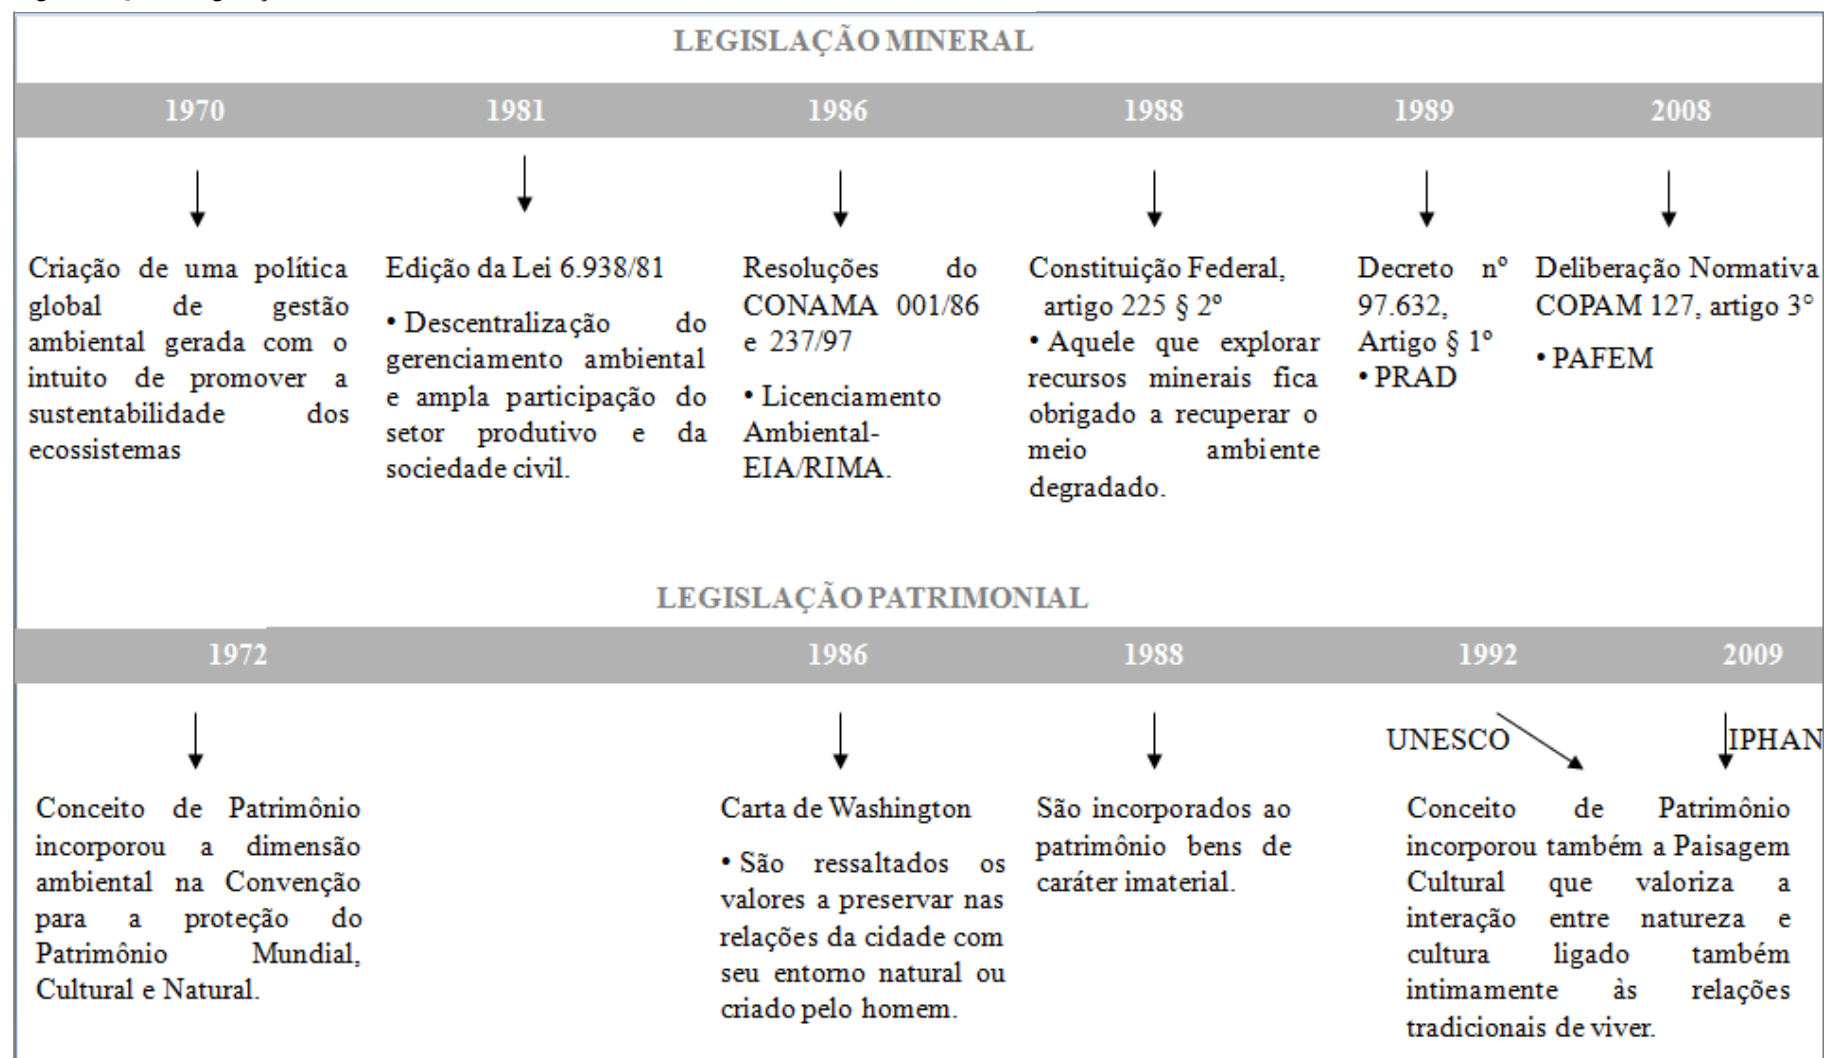 LEGISLAÇÃO MINERAL
1970
1981
1986
1988
1989
2008
Criação de uma política
global de gestão
ambiental gerada com o
intuito de promover a
sustentabilidade dos
ecossistemas
Edição da Lei 6.938/81
• Descentralização do
gerenciamento ambiental
e ampla participação do
setor produtivo e da
sociedade civil.
Resoluções do
CONAMA 001/86
e 237/97
• Licenciamento
Ambiental-
EIA/RIMA.
Constituição Federal,
artigo 225 § 2º
• Aquele que explorar
recursos minerais fica
obrigado a recuperar o
meio ambiente
degradado.
Decreto nº
97.632,
Artigo § 1º
• PRAD
Deliberação Normativa
COPAM 127, artigo 3°
• PAFEM
LEGISLAÇÃO PATRIMONIAL
1972
1986
1988
1992
2009
UNESCO
IPHAN
Conceito de Patrimônio
incorporou a dimensão
ambiental na Convenção
para a proteção do
Patrimônio Mundial,
Cultural e Natural.
Carta de Washington
• São ressaltados os
valores a preservar nas
relações da cidade com
seu entorno natural ou
criado pelo homem.
São incorporados ao
patrimônio bens de
caráter imaterial.
Conceito de Patrimônio
incorporou também a Paisagem
Cultural que valoriza a
interação entre natureza e
cultura ligado também
intimamente às relações
tradicionais de viver.